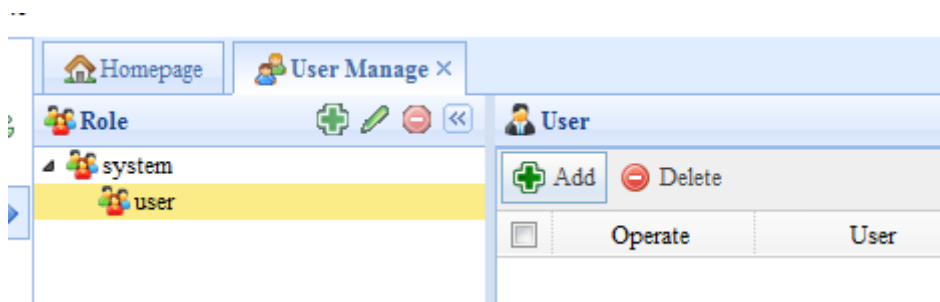 Homepage User Manage ×
Role User
system Add Delete
user
Operate User